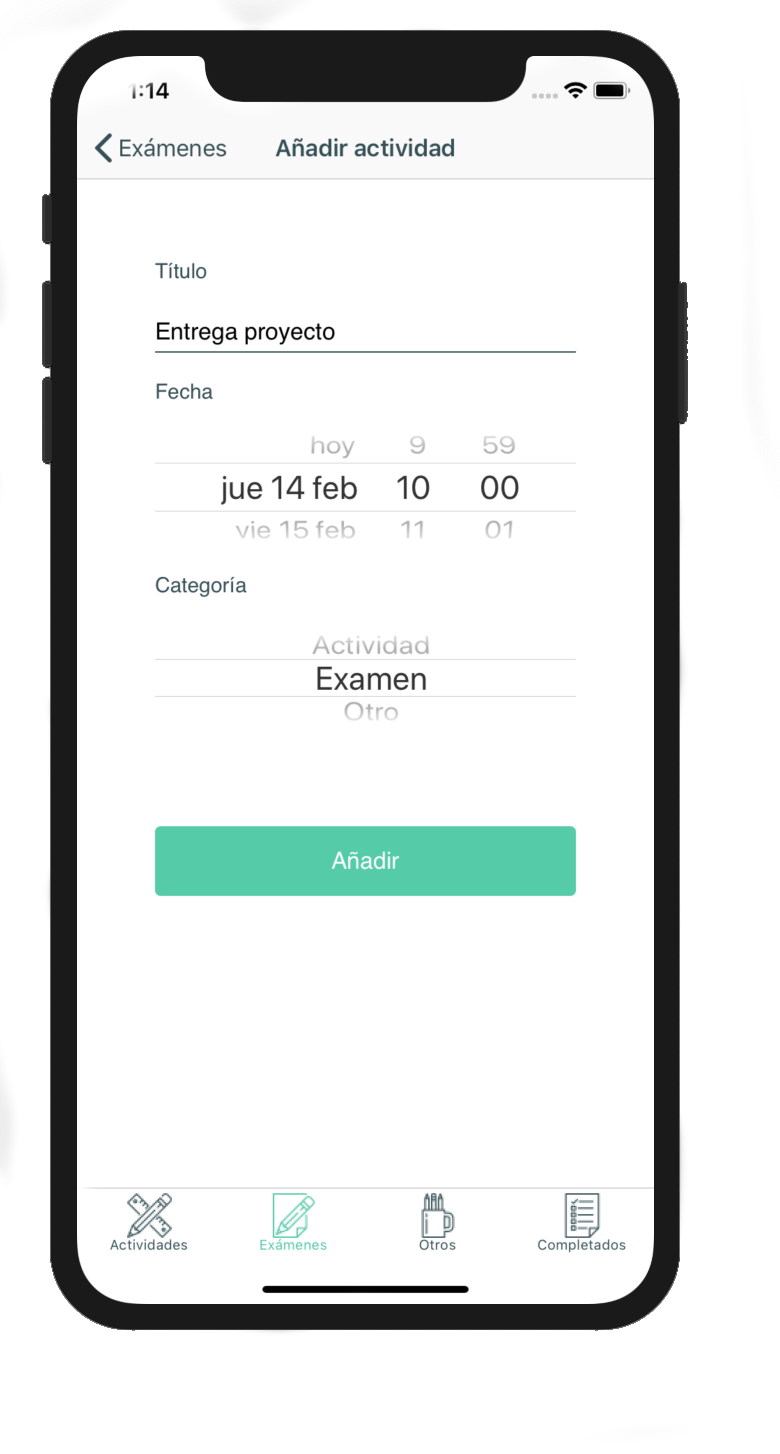 1:14
Exámenes Añadir actividad
Título
Entrega proyecto
Fecha
hoy 9 59
jue 14 feb 10 00
vie 15 feb 11 01
Categoría
Actividad
Examen
Otro
Añadir
Actividades Exámenes Otros Completados